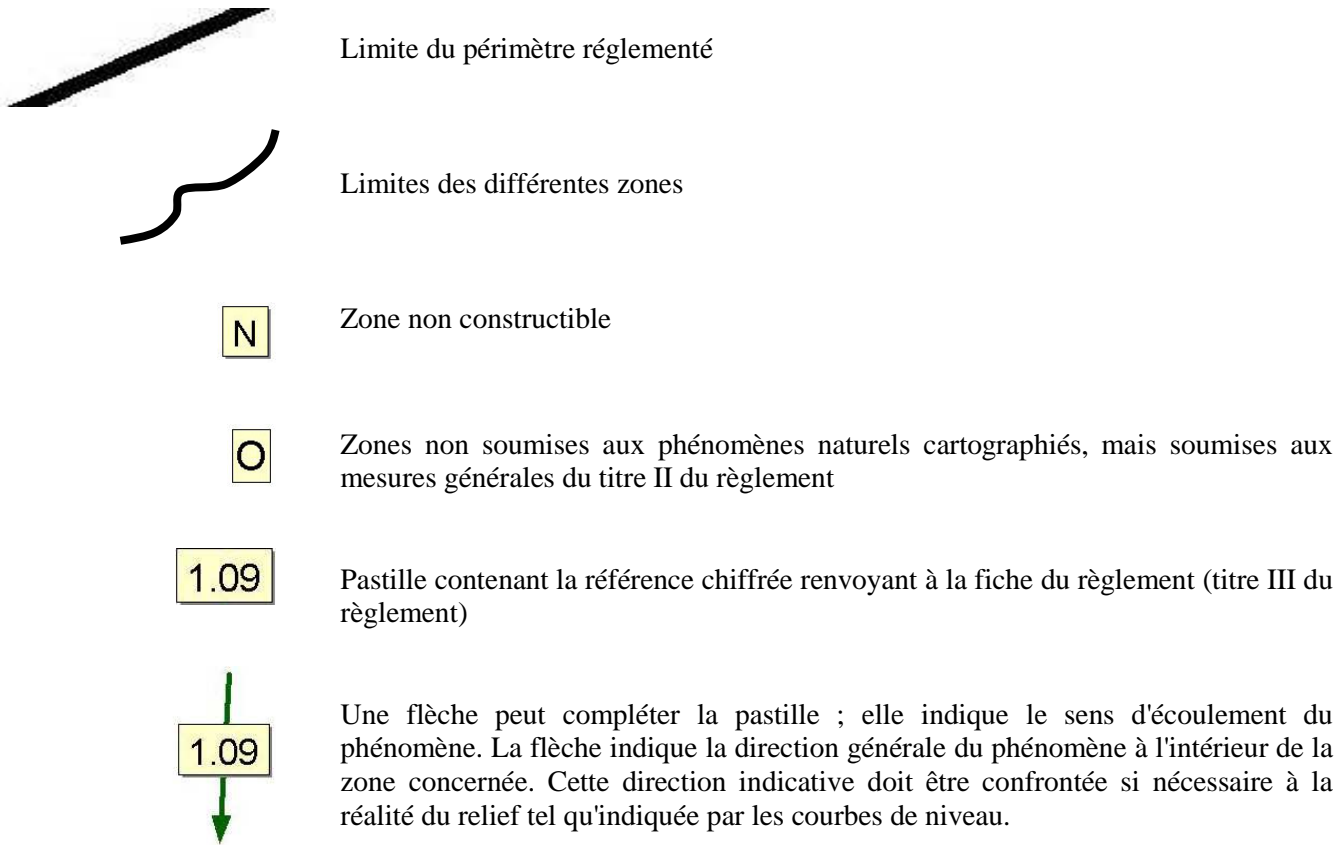 Limite du périmètre réglementé
Limites des différentes zones
N
Zone non constructible
O
Zones non soumises aux phénomènes naturels cartographiés, mais soumises aux
mesures générales du titre II du règlement
1.09
Pastille contenant la référence chiffrée renvoyant à la fiche du règlement (titre III du
règlement)
1.09
Une flèche peut compléter la pastille ; elle indique le sens d'écoulement du
phénomène. La flèche indique la direction générale du phénomène à l'intérieur de la
zone concernée. Cette direction indicative doit être confrontée si nécessaire à la
réalité du relief tel qu'indiquée par les courbes de niveau.